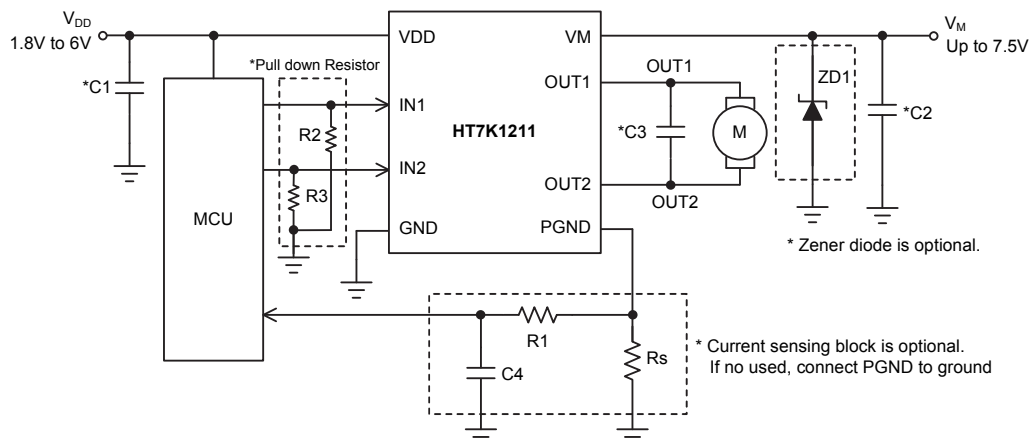 VDD
1.8V to 6V
*C1
*Pull down Resistor
R2
R3
MCU
VDD
IN1
IN2
GND
HT7K1211
VM
OUT1
OUT2
PGND
OUT1
*C3
M
OUT2
ZD1
*C2
VM
Up to 7.5V
* Zener diode is optional.
R1
C4
Rs
* Current sensing block is optional.
If no used, connect PGND to ground